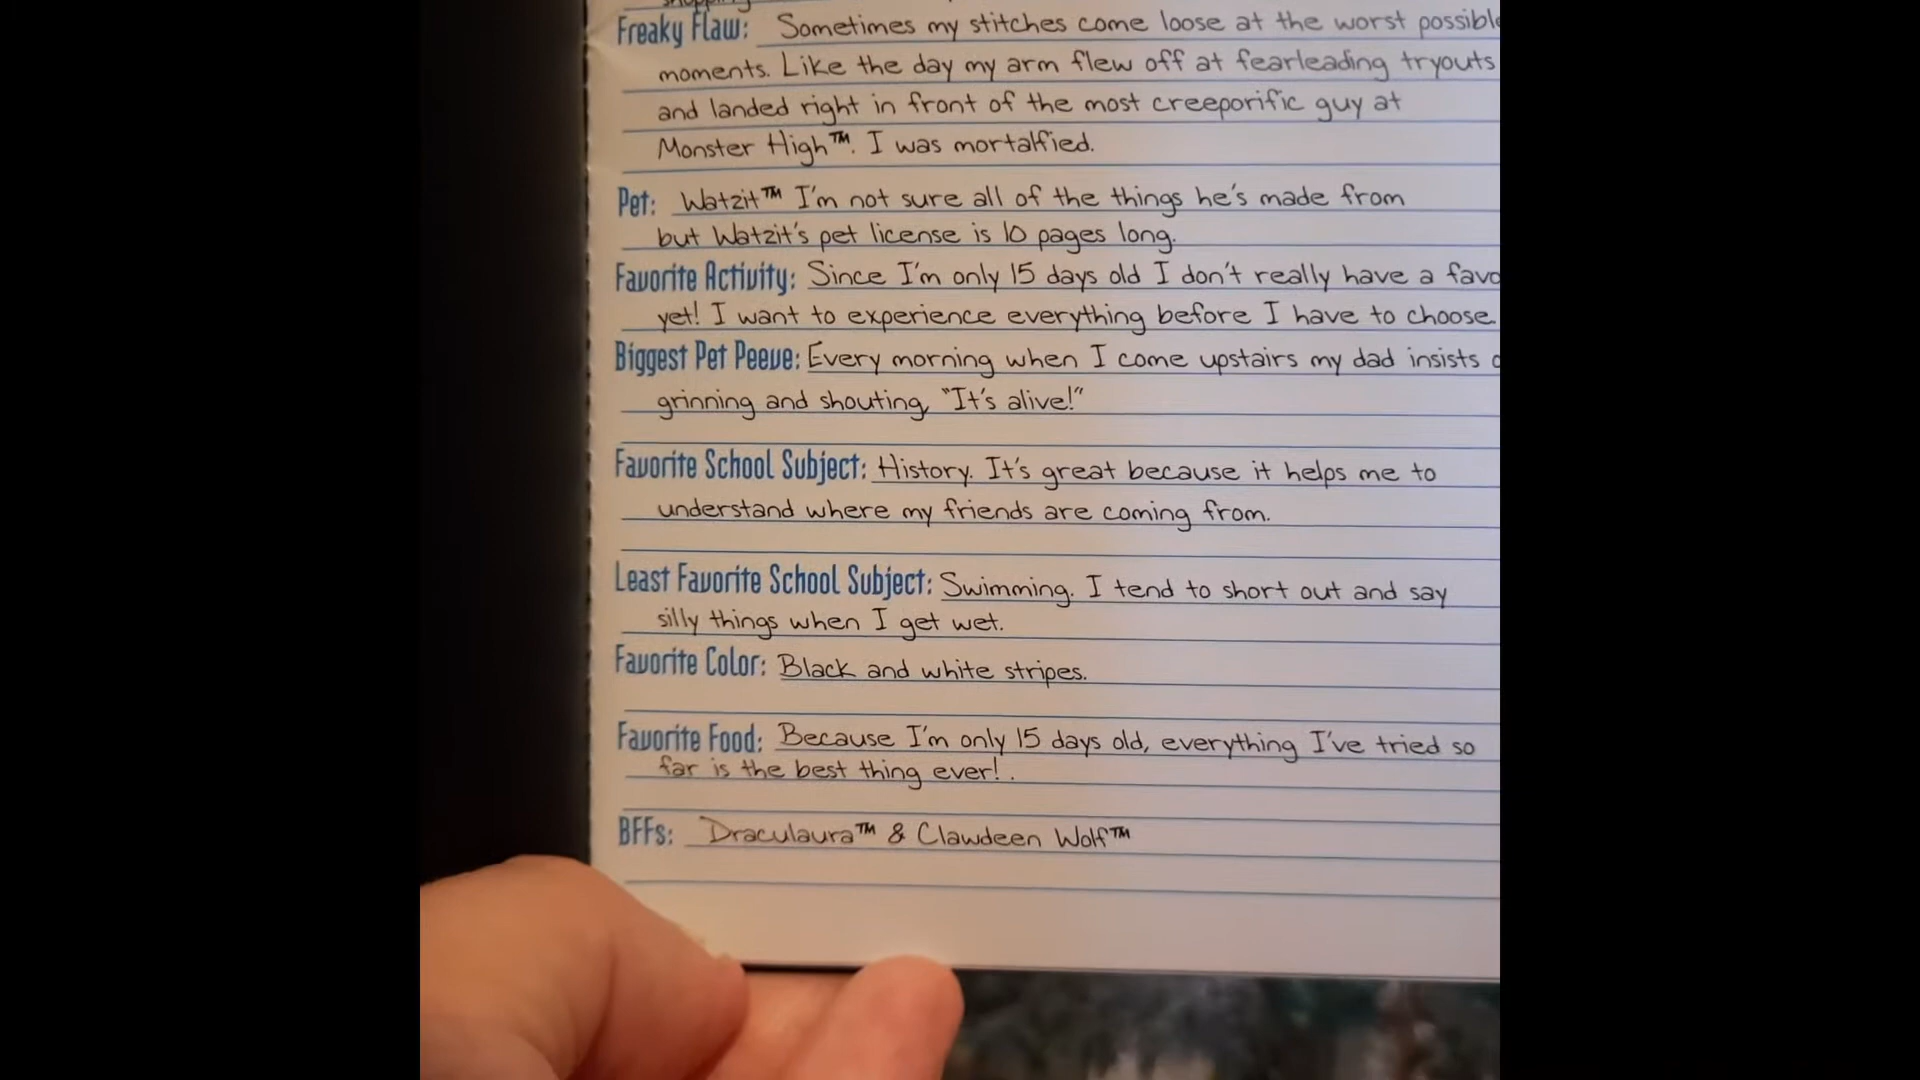 Freaky Flaw: Sometimes my stitches come loose at the worst possible
moments. Like the day my arm flew off at fearleading tryouts
and landed right in front of the most creeporific guy at
Monster High™. I was mortalfied.
Pet: Watzit™ I'm not sure all of the things he's made from
but Watzit's pet license is 10 pages long.
Favorite Activity: Since I'm only 15 days old I don't really have a favo
yet! I want to experience everything before I have to choose.
Biggest Pet Peeve: Every morning when I come upstairs my dad insists
grinning and shouting, "It's alive!"
Favorite School Subject: History. It's great because it helps me to
understand where my friends are coming from.
Least Favorite School Subject: Swimming. I tend to short out and say
silly things when I get wet.
Favorite Color: Black and white stripes.
Favorite Food: Because I'm only 15 days old, everything I've tried so
far is the best thing ever! .
BFFs: Draculaura™ & Clawdeen Wolf™